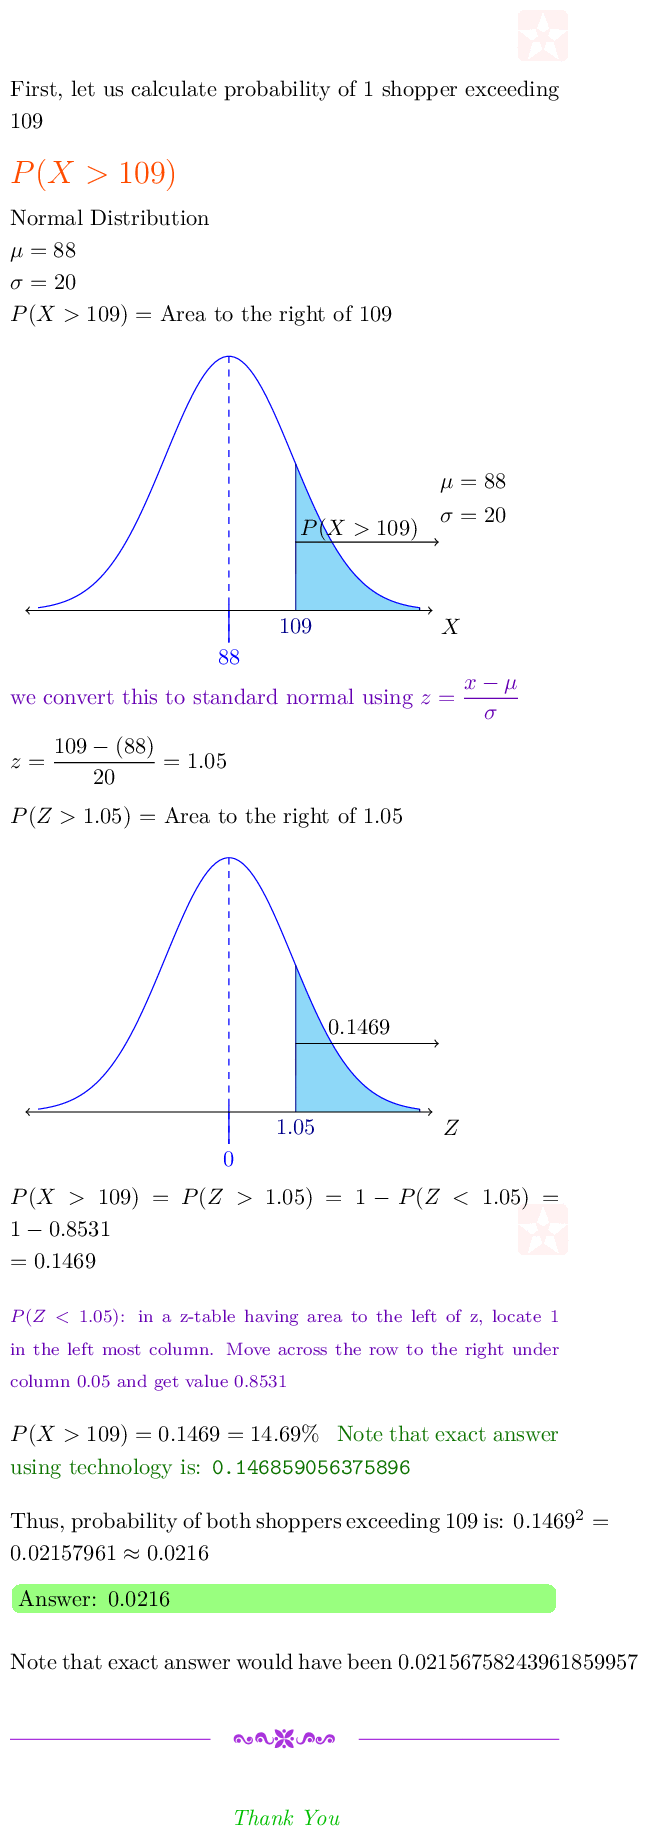 First, let us calculate probability of 1 shopper exceeding
109
P(X > 109)
Normal Distribution
μ = 88
σ = 20
P(X > 109) = Area to the right of 109
μ = 88
σ = 20
P(X > 109)
109
X
88
we convert this to standard normal using z = \frac{x − μ}{σ}
z = \frac{109 − (88)}{20} = 1.05
P(Z > 1.05) = Area to the right of 1.05
0.1469
1.05
Z
0
P(X > 109) = P(Z > 1.05) = 1 − P(Z < 1.05) =
1 − 0.8531
= 0.1469
P(Z < 1.05): in a z-table having area to the left of z, locate 1
in the left most column. Move across the row to the right under
column 0.05 and get value 0.8531
P(X > 109) = 0.1469 = 14.69% Note that exact answer
using technology is: 0.146859056375896
Thus, probability of both shoppers exceeding 109 is: 0.1469² =
0.02157961 ≈ 0.0216
Answer: 0.0216
Note that exact answer would have been 0.02156758243961859957
Thank You